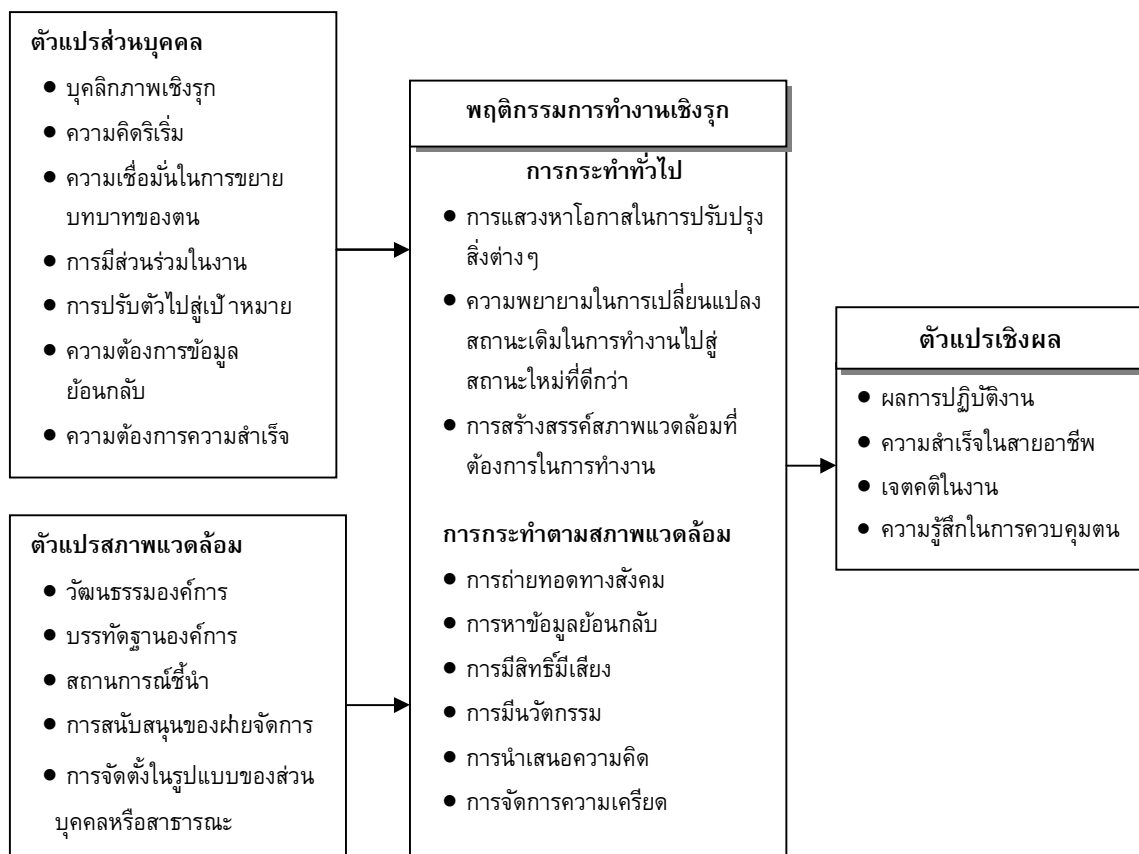 ตัวแปรส่วนบุคคล
● บุคลิกภาพเชิงรุก
● ความคิดริเริ่ม
● ความเชื่อมั่นในการขยาย
บทบาทของตน
● การมีส่วนร่วมในงาน
● การปรับตัวไปสู่เป้าหมาย
● ความต้องการข้อมูล
ย้อนกลับ
● ความต้องการความสำเร็จ
ตัวแปรสภาพแวดล้อม
● วัฒนธรรมองค์การ
● บรรทัดฐานองค์การ
● สถานการณ์ชี้นำ
● การสนับสนุนของฝ่ายจัดการ
● การจัดตั้งในรูปแบบของส่วน
บุคคลหรือสาธารณะ
พฤติกรรมการทำงานเชิงรุก
การกระทำทั่วไป
● การแสวงหาโอกาสในการปรับปรุง
สิ่งต่างๆ
● ความพยายามในการเปลี่ยนแปลง
สถานะเดิมในการทำงานไปสู่
สถานะใหม่ที่ดีกว่า
● การสร้างสรรค์สภาพแวดล้อมที่
ต้องการในการทำงาน
การกระทำตามสภาพแวดล้อม
● การถ่ายทอดทางสังคม
● การหาข้อมูลย้อนกลับ
● การมีสิทธิ์มีเสียง
● การมีนวัตกรรม
● การนำเสนอความคิด
● การจัดการความเครียด
ตัวแปรเชิงผล
● ผลการปฏิบัติงาน
● ความสำเร็จในสายอาชีพ
● เจตคติในงาน
● ความรู้สึกในการควบคุมตน